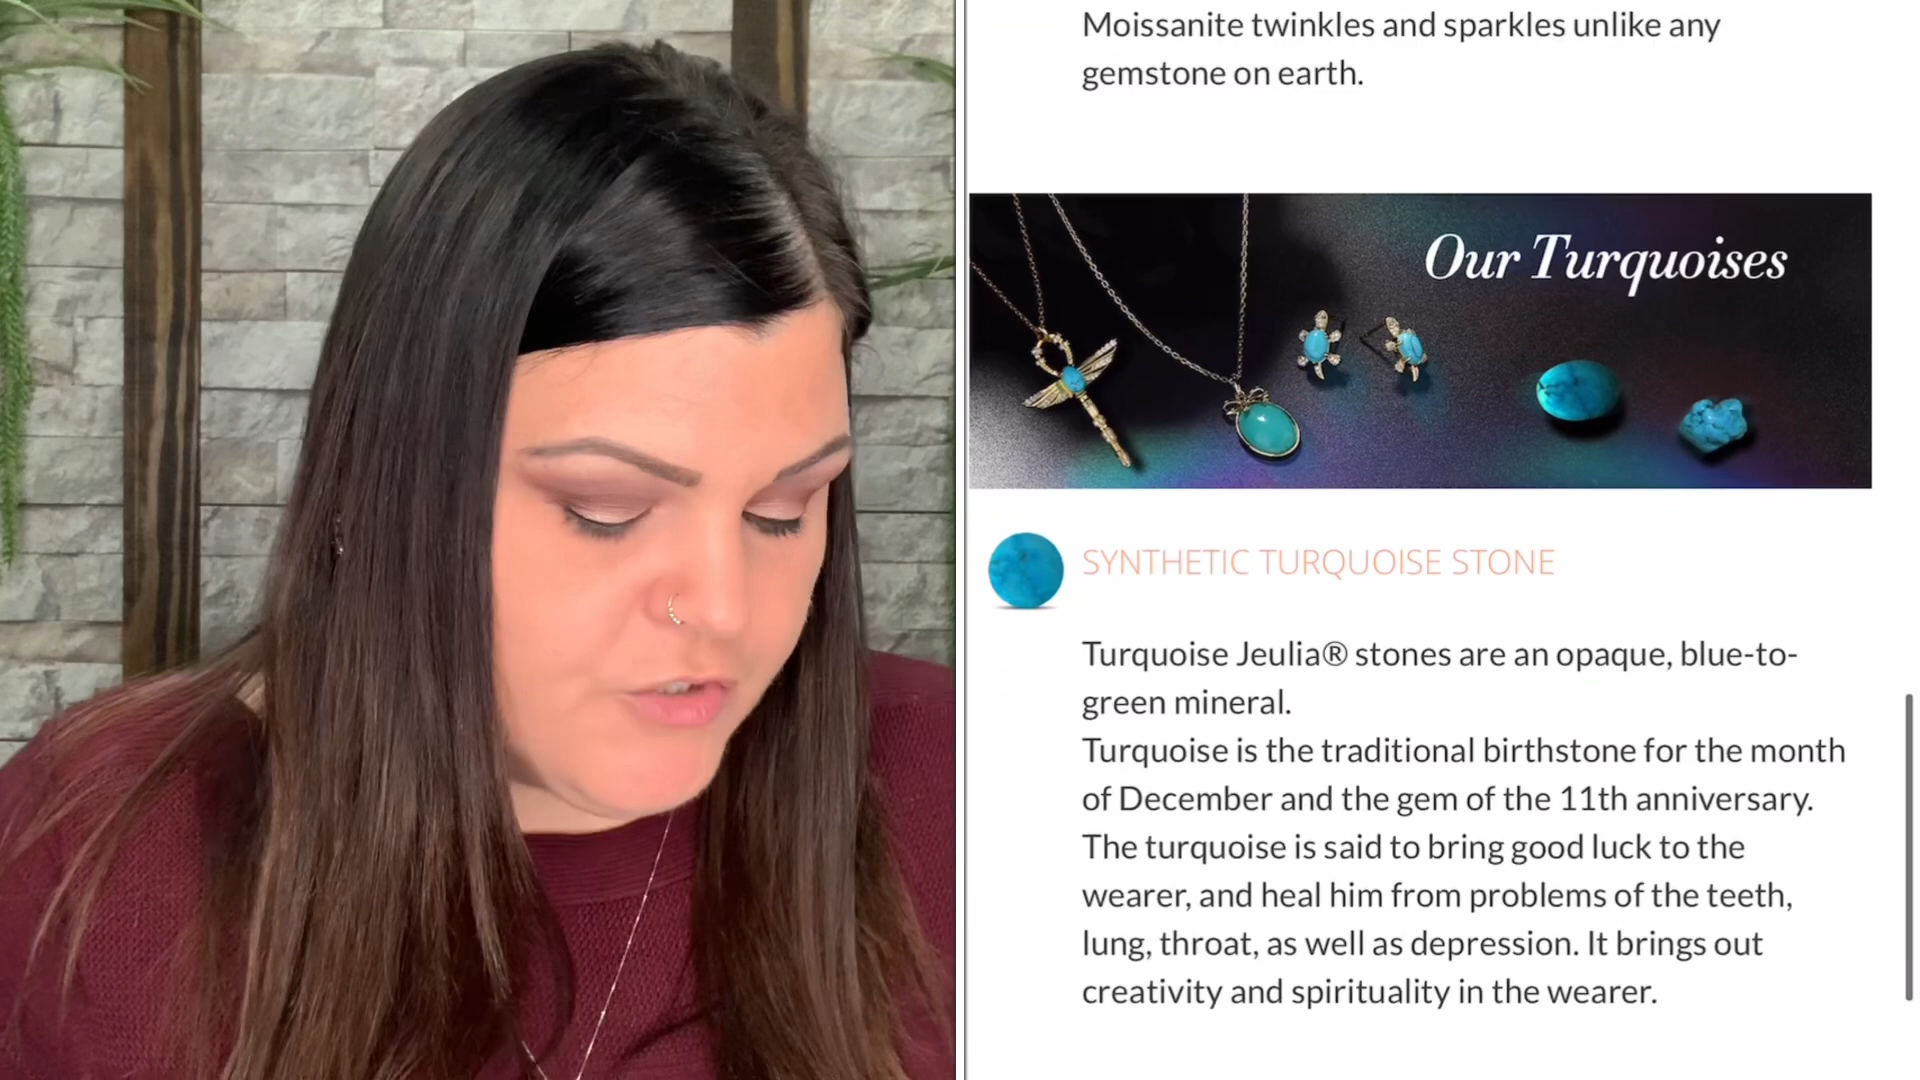 Moissanite twinkles and sparkles unlike any
gemstone on earth.
Our Turquoises
SYNTHETIC TURQUOISE STONE
Turquoise Jeulia® stones are an opaque, blue-to-
green mineral.
Turquoise is the traditional birthstone for the month
of December and the gem of the 11th anniversary.
The turquoise is said to bring good luck to the
wearer, and heal him from problems of the teeth,
lung, throat, as well as depression. It brings out
creativity and spirituality in the wearer.